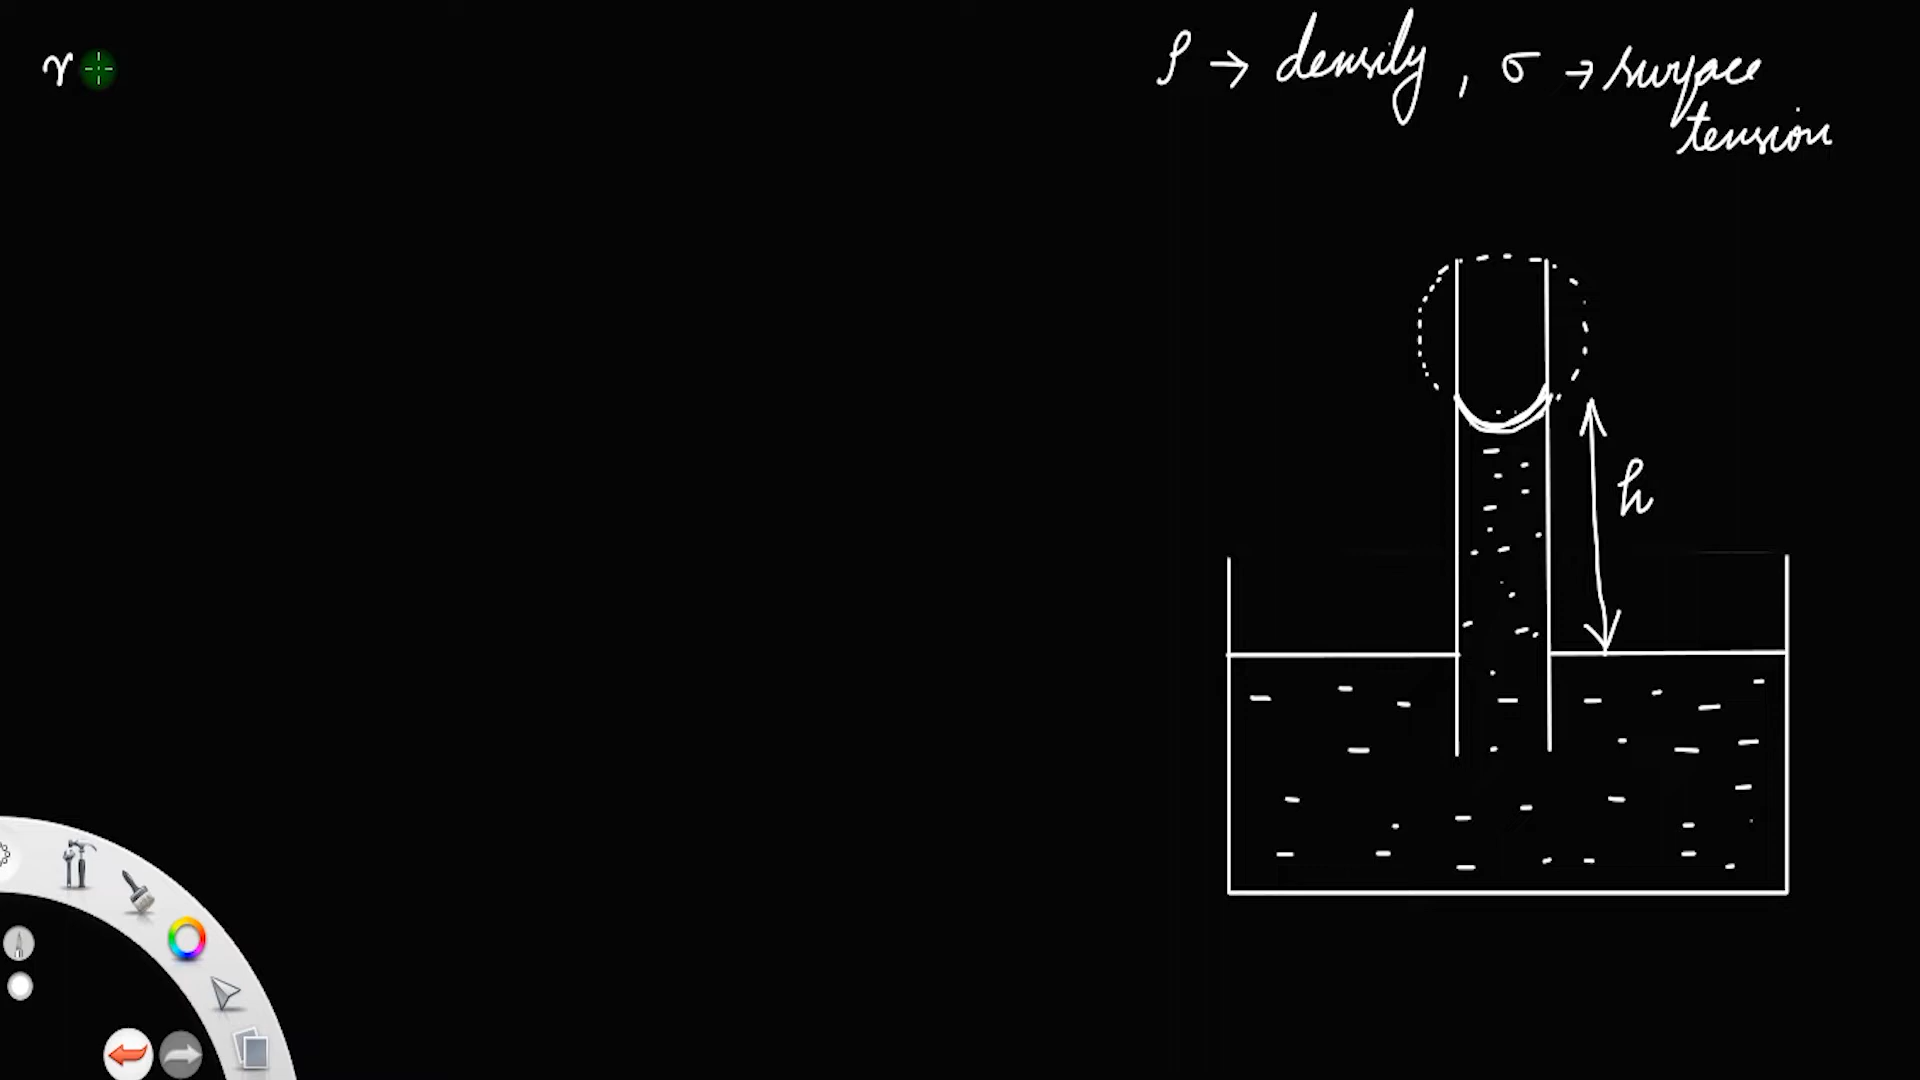 r
ρ → density, σ → surface
tension
h